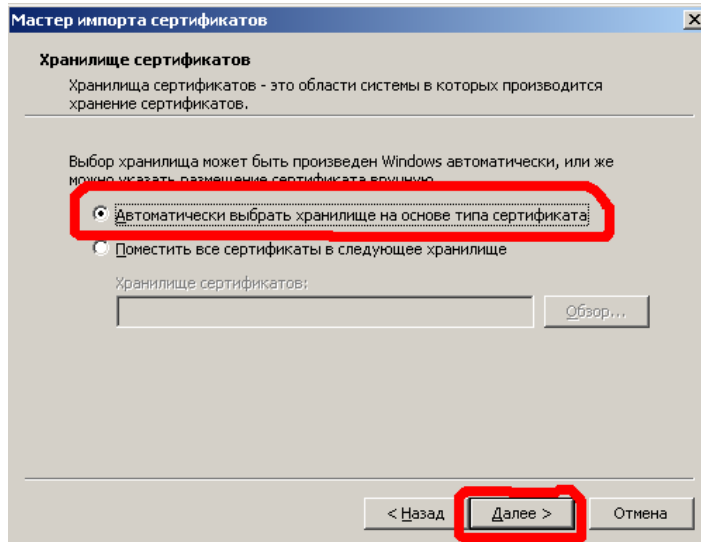 Мастер импорта сертификатов
Хранилище сертификатов
Хранилища сертификатов - это области системы в которых производится
хранение сертификатов.
Выбор хранилища может быть произведен Windows автоматически, или же
можно указать размещение сертификата вручную
Автоматически выбрать хранилище на основе типа сертификата
Поместить все сертификаты в следующее хранилище
Хранилище сертификатов:
Обзор...
< Назад Далее > Отмена